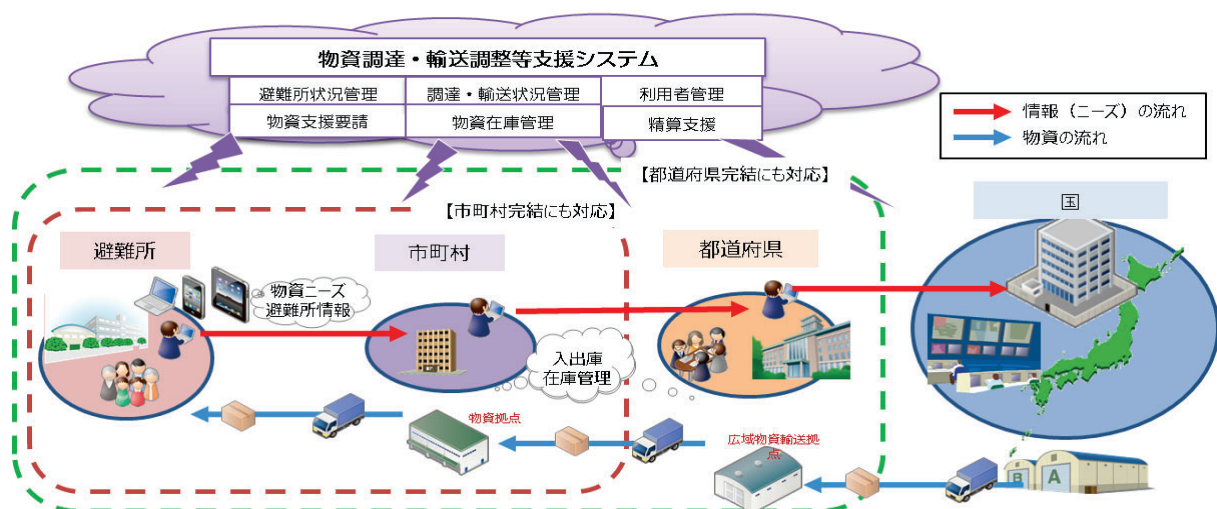 物資調達・輸送調整等支援システム
避難所状況管理
調達・輸送状況管理
利用者管理
物資支援要請
物資在庫管理
精算支援
情報（ニーズ）の流れ
物資の流れ
【都道府県完結にも対応】
【市町村完結にも対応】
国
避難所
市町村
都道府県
物資ニーズ
避難所情報
入出庫
在庫管理
物資拠点
広域物資輸送拠
点
B
A